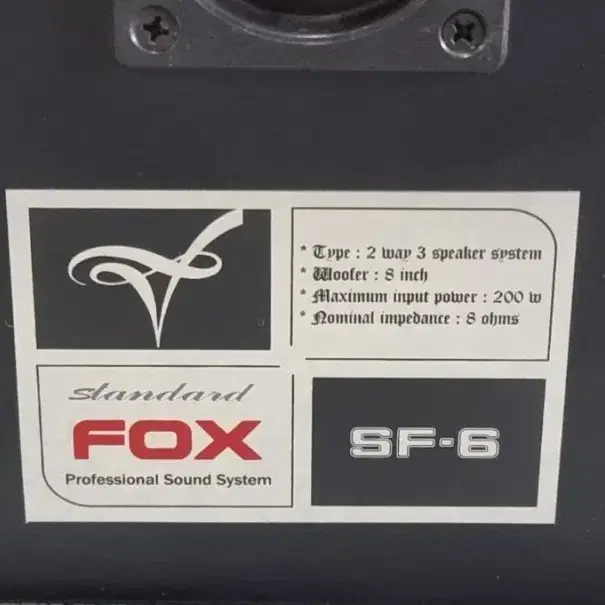 * Type : 2 way 3 speaker system
* Woofer : 8 inch
* Maximum input power : 200 w
* Nominal impedance : 8 ohms
standard
FOX
Professional Sound System
SF-6